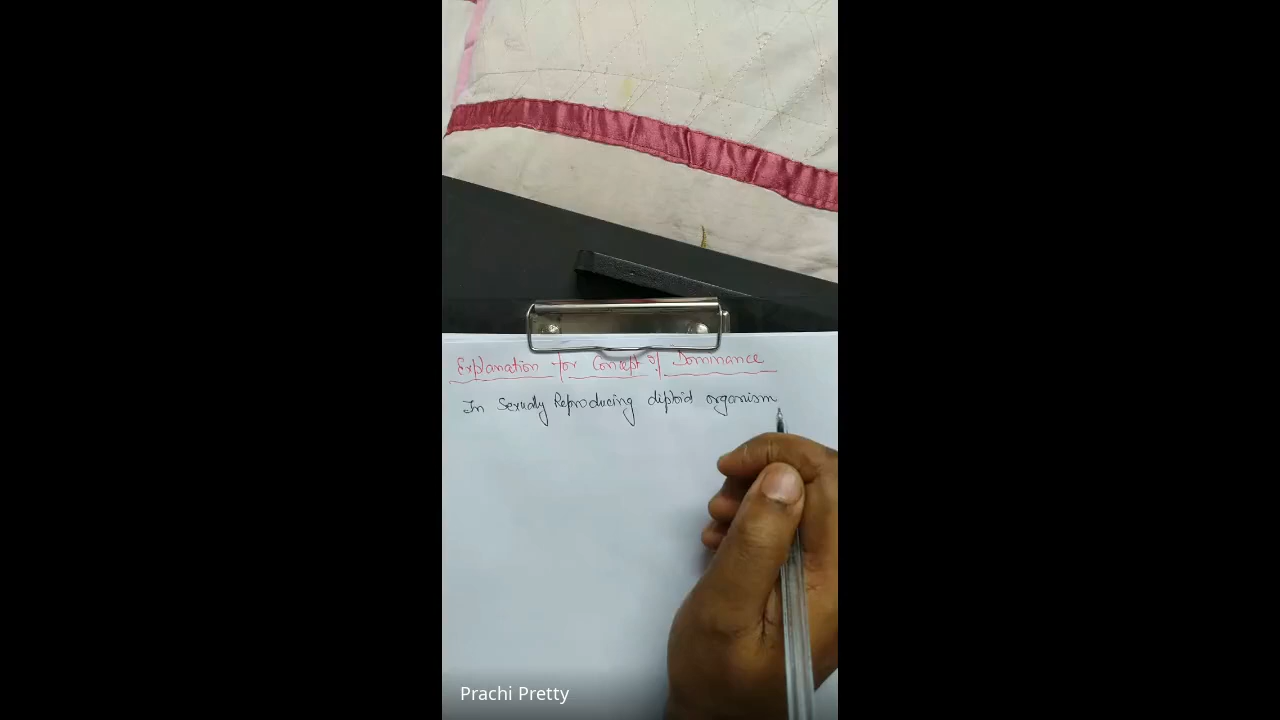 Explanation for Concept of Dominance
In Sexually Reproducing diploid organism
Prachi Pretty